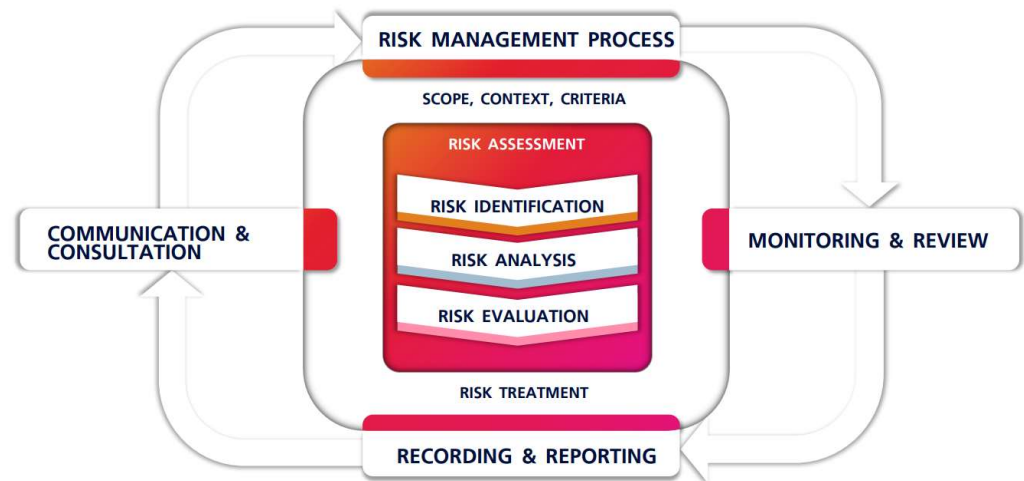 RISK MANAGEMENT PROCESS
SCOPE, CONTEXT, CRITERIA
RISK ASSESSMENT
RISK IDENTIFICATION
RISK ANALYSIS
RISK EVALUATION
RISK TREATMENT
COMMUNICATION &
CONSULTATION
MONITORING & REVIEW
RECORDING & REPORTING